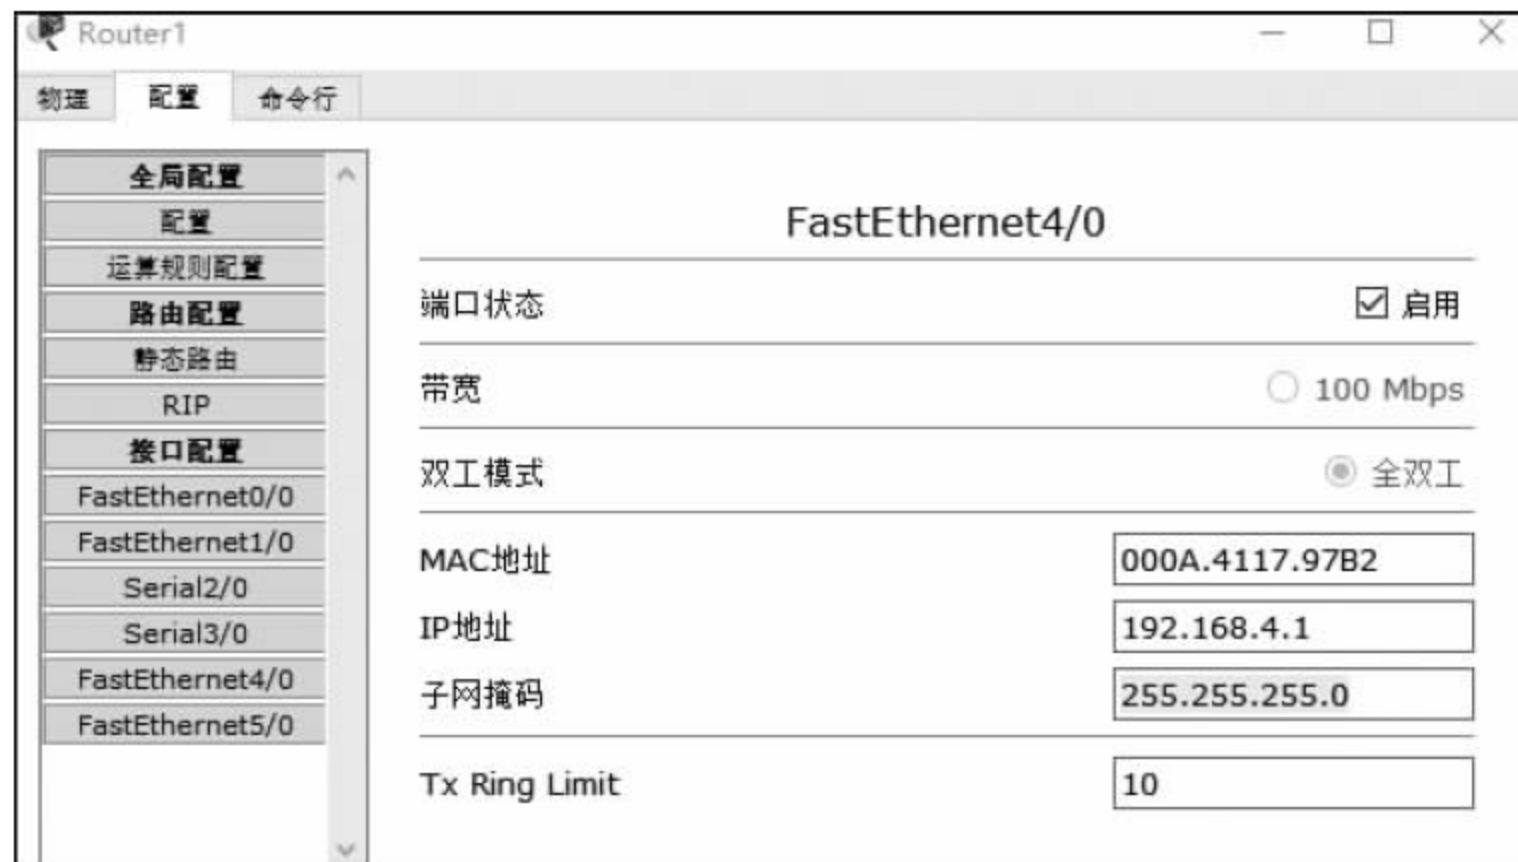 Router1
物理 配置 命令行
全局配置
配置
运算规则配置
路由配置
静态路由
RIP
接口配置
FastEthernet0/0
FastEthernet1/0
Serial2/0
Serial3/0
FastEthernet4/0
FastEthernet5/0
FastEthernet4/0
端口状态 启用
带宽 100 Mbps
双工模式 全双工
MAC地址 000A.4117.97B2
IP地址 192.168.4.1
子网掩码 255.255.255.0
Tx Ring Limit 10